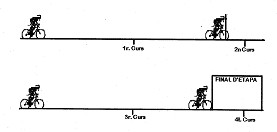 1r. Curs
2n Curs
FINAL D'ETAPA
3r. Curs
4t. Curs